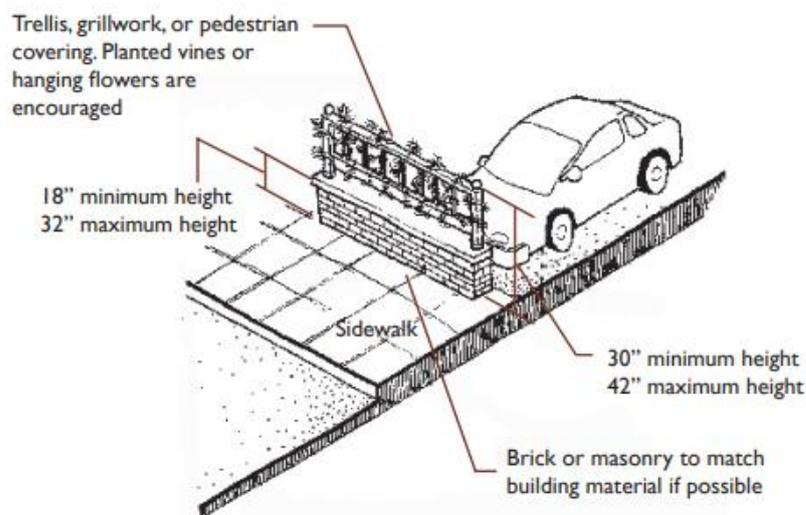 Trellis, grillwork, or pedestrian
covering. Planted vines or
hanging flowers are
encouraged
18” minimum height
32” maximum height
Sidewalk
30” minimum height
42” maximum height
Brick or masonry to match
building material if possible